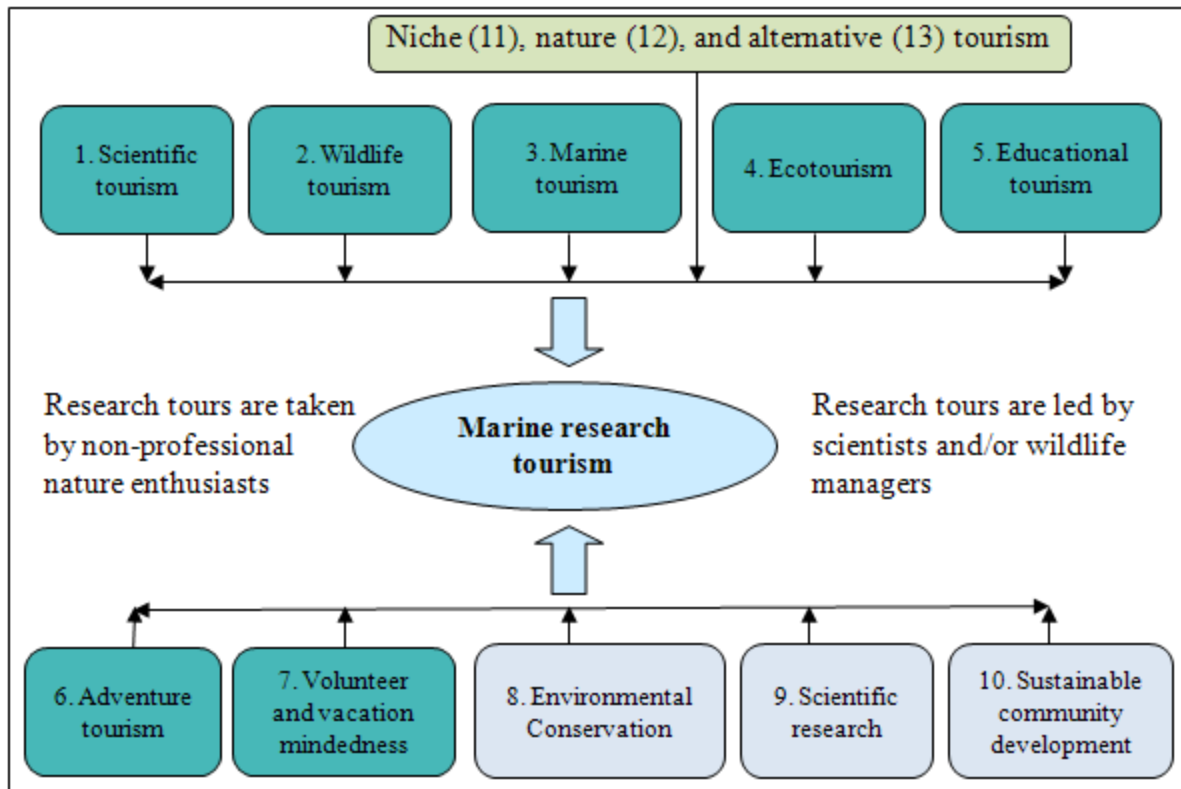 Niche (11), nature (12), and alternative (13) tourism
1. Scientific
tourism
2. Wildlife
tourism
3. Marine
tourism
4. Ecotourism
5. Educational
tourism
Research tours are taken
by non-professional
nature enthusiasts
Marine research
tourism
Research tours are led by
scientists and/or wildlife
managers
6. Adventure
tourism
7. Volunteer
and vacation
mindedness
8. Environmental
Conservation
9. Scientific
research
10. Sustainable
community
development